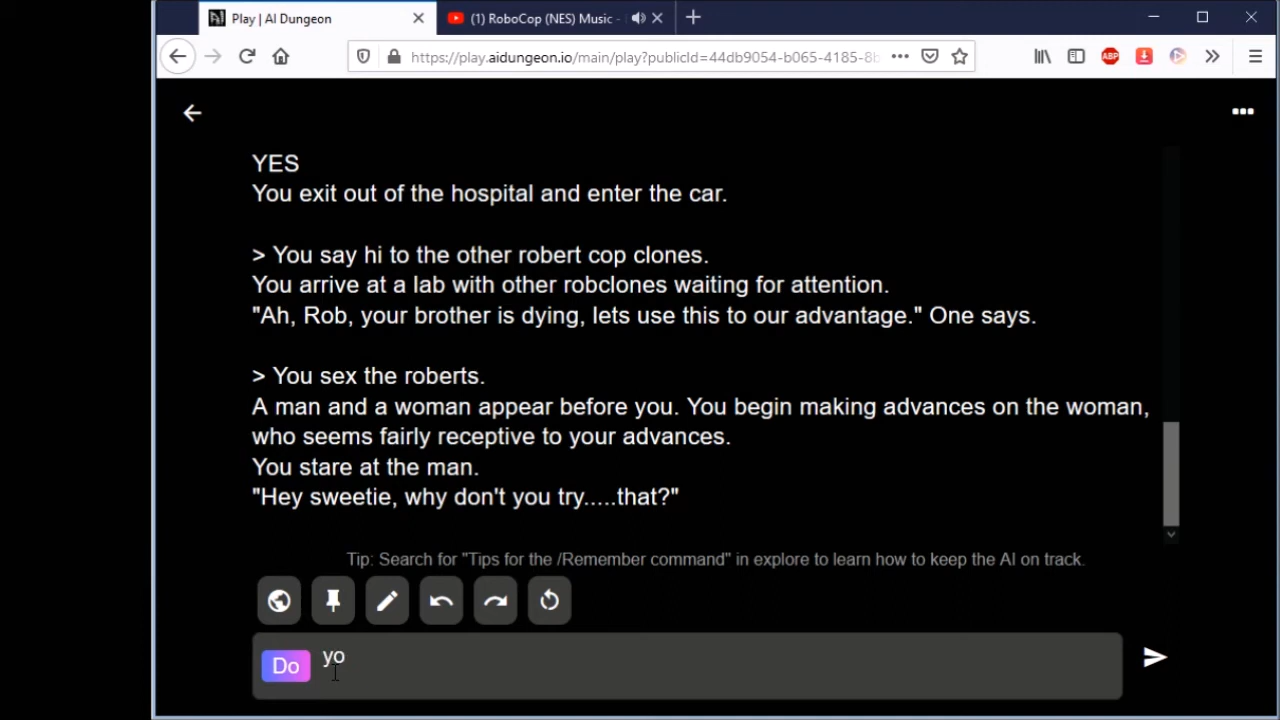 Play | AI Dungeon
(1) RoboCop (NES) Music -
https://play.aidungeon.io/main/play?publicId=44db9054-b065-4185-8b
ABP
YES
You exit out of the hospital and enter the car.
> You say hi to the other robert cop clones.
You arrive at a lab with other robclones waiting for attention.
"Ah, Rob, your brother is dying, lets use this to our advantage." One says.
> You sex the roberts.
A man and a woman appear before you. You begin making advances on the woman,
who seems fairly receptive to your advances.
You stare at the man.
"Hey sweetie, why don't you try.....that?"
Tip: Search for "Tips for the /Remember command" in explore to learn how to keep the AI on track.
Do yo